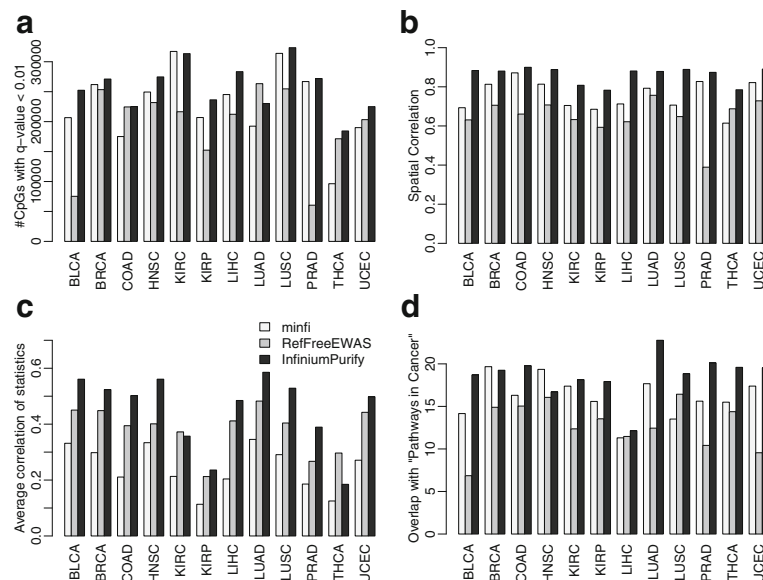 a
#CpGs with q-value < 0.01
0 100000 200000 300000
BLCA BRCA COAD HNSC KIRC KIRP LIHC LUAD LUSC PRAD THCA UCEC
b
Spatial Correlation
0.0 0.2 0.4 0.6 0.8 1.0
BLCA BRCA COAD HNSC KIRC KIRP LIHC LUAD LUSC PRAD THCA UCEC
c
minfi
RefFreeEWAS
InfiniumPurify
Average correlation of statistics
0.0 0.2 0.4 0.6
BLCA BRCA COAD HNSC KIRC KIRP LIHC LUAD LUSC PRAD THCA UCEC
d
Overlap with "Pathways in Cancer"
0 5 10 15 20
BLCA BRCA COAD HNSC KIRC KIRP LIHC LUAD LUSC PRAD THCA UCEC